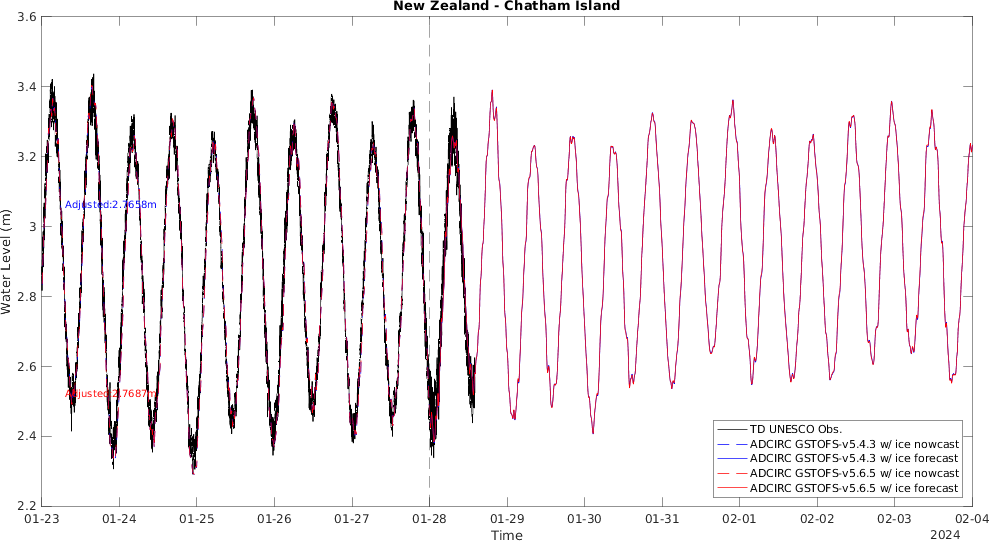 New Zealand - Chatham Island
3.6
3.4
3.2
3
2.8
2.6
2.4
2.2
Water Level (m)
Adjusted:2.7658m
Adjusted:2.7687m
TD UNESCO Obs.
ADCIRC GSTOFS-v5.4.3 w/ ice nowcast
ADCIRC GSTOFS-v5.4.3 w/ ice forecast
ADCIRC GSTOFS-v5.6.5 w/ ice nowcast
ADCIRC GSTOFS-v5.6.5 w/ ice forecast
01-23 01-24 01-25 01-26 01-27 01-28 01-29 01-30 01-31 02-01 02-02 02-03 02-04
Time
2024